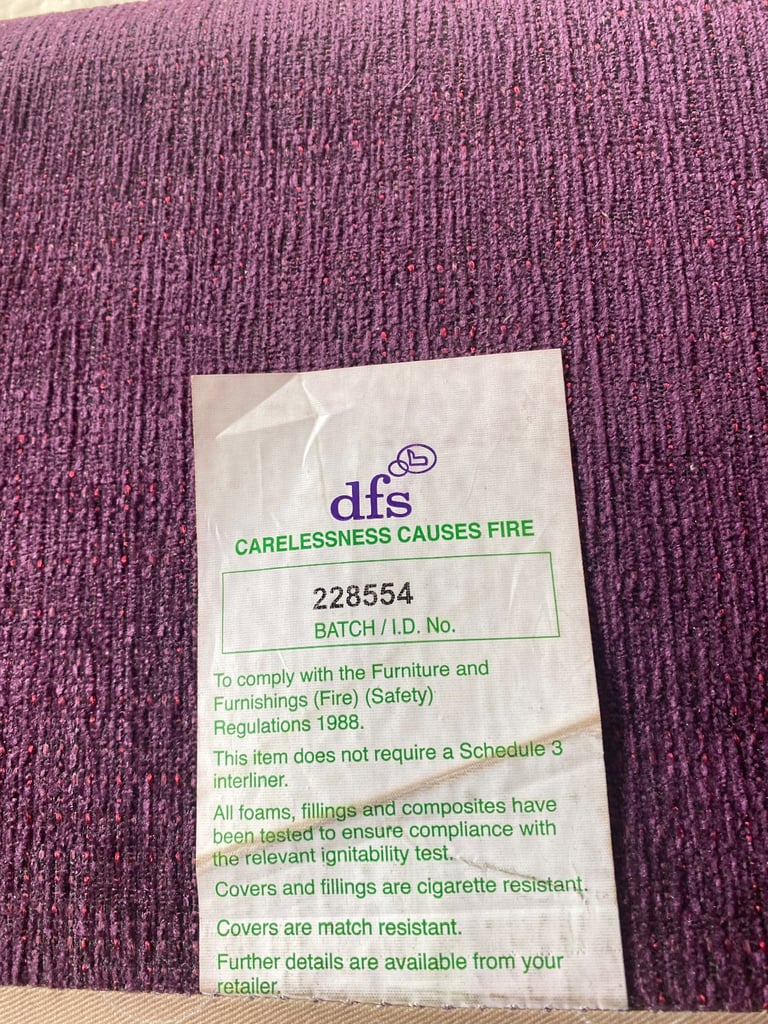 dfs
CARELESSNESS CAUSES FIRE
228554
BATCH / I.D. No.
To comply with the Furniture and
Furnishings (Fire) (Safety)
Regulations 1988.
This item does not require a Schedule 3
interliner.
All foams, fillings and composites have
been tested to ensure compliance with
the relevant ignitability test.
Covers and fillings are cigarette resistant.
Covers are match resistant.
Further details are available from your
retailer.